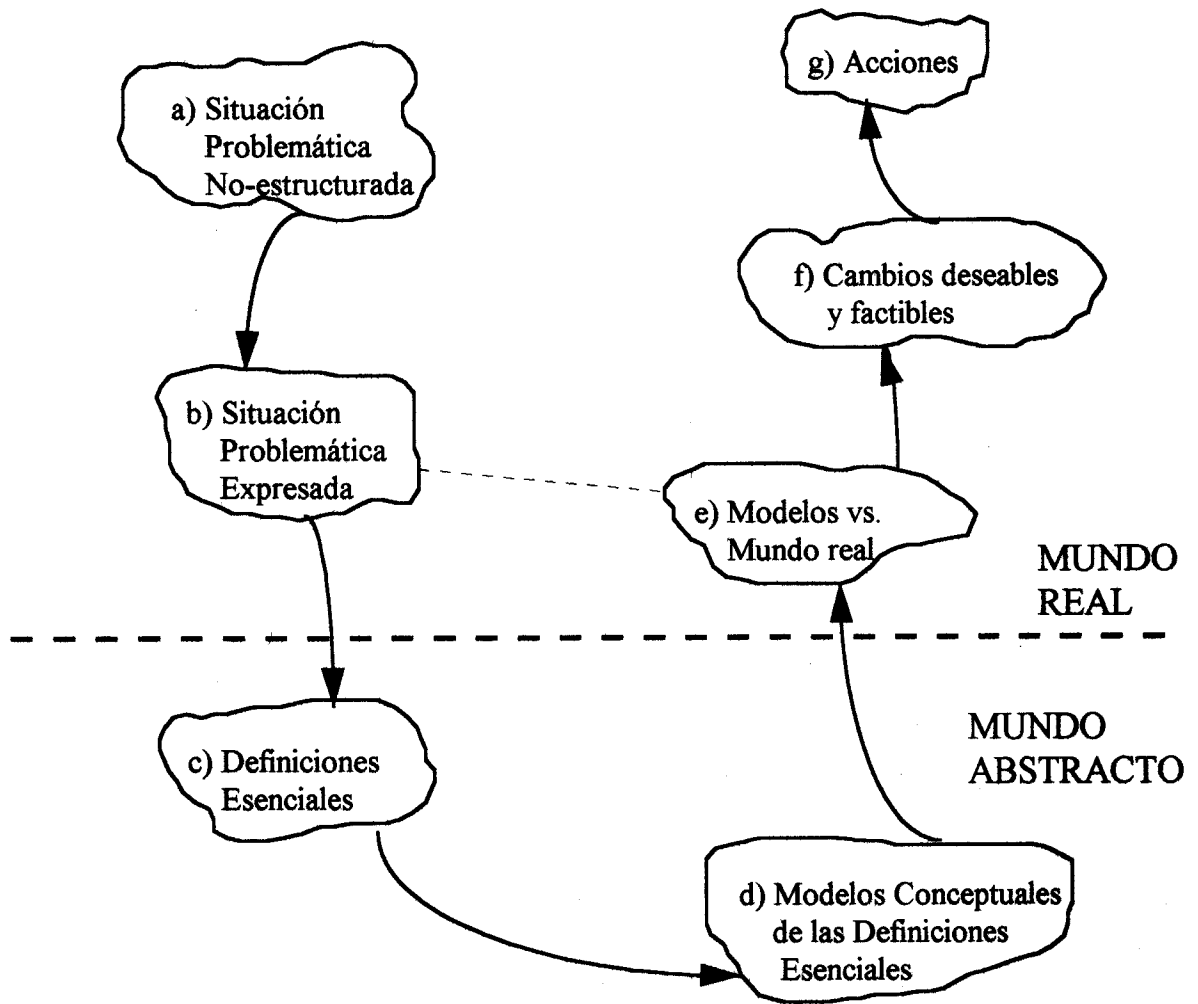 a) Situación
Problemática
No-estructurada
b) Situación
Problemática
Expresada
c) Definiciones
Esenciales
d) Modelos Conceptuales
de las Definiciones
Esenciales
e) Modelos vs.
Mundo real
f) Cambios deseables
y factibles
g) Acciones
MUNDO
REAL
MUNDO
ABSTRACTO